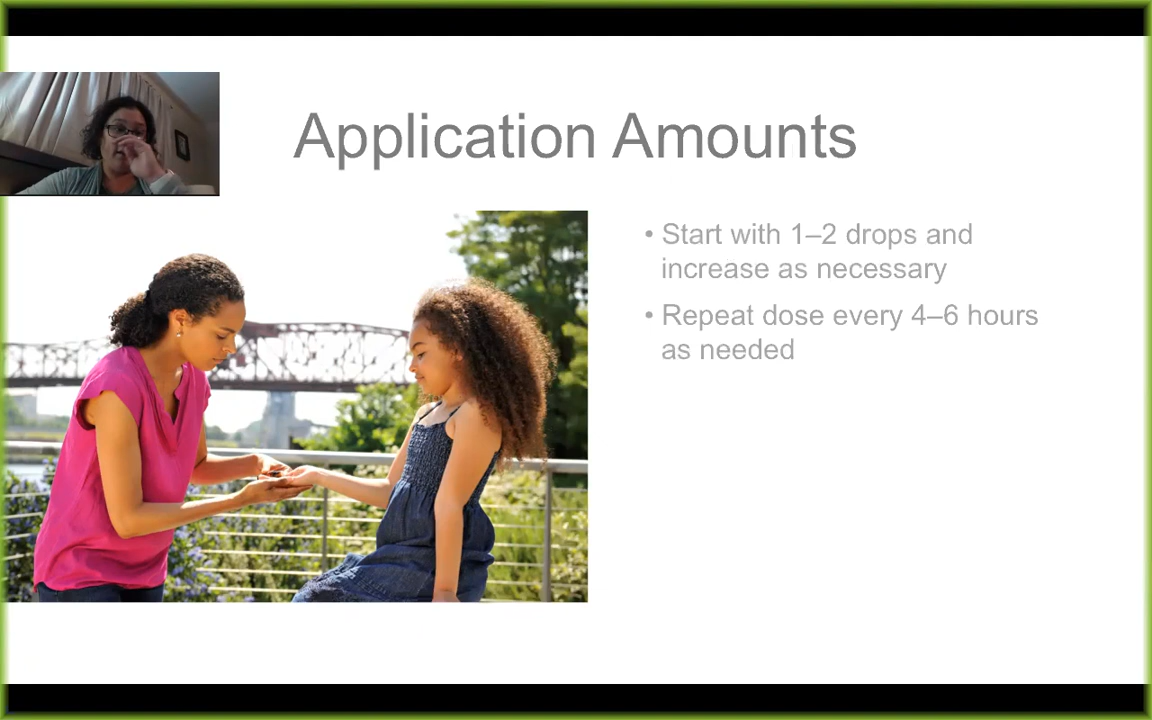 Application Amounts
• Start with 1–2 drops and
increase as necessary
• Repeat dose every 4–6 hours
as needed